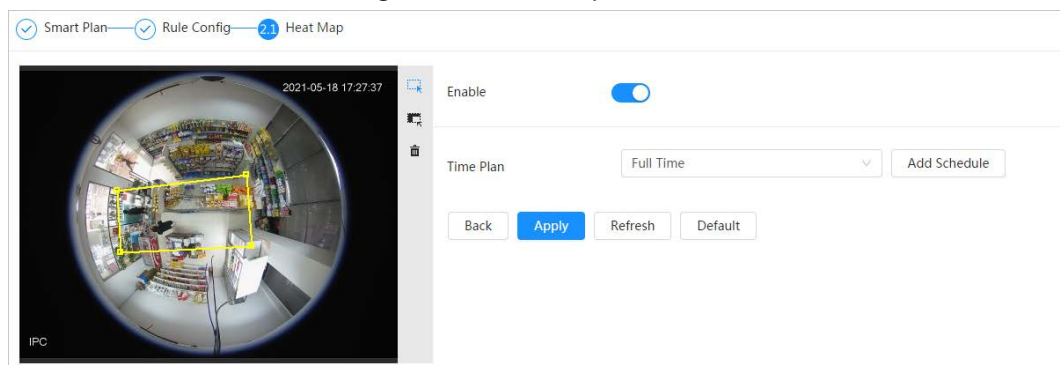 Smart Plan Rule Config 2.1 Heat Map
2021-05-18 17:27:37
Enable
Time Plan Full Time Add Schedule
Back Apply Refresh Default
IPC